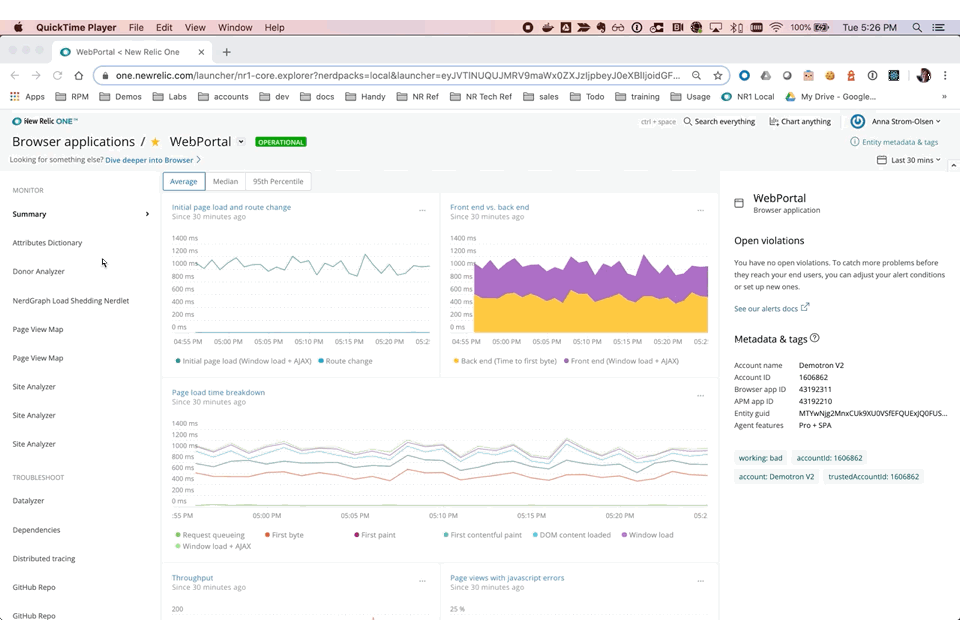 QuickTime Player File Edit View Window Help 100% Tue 5:26 PM
WebPortal < New Relic One
one.newrelic.com/launcher/nr1-core.explorer?nerdpacks=local&launcher=
Apps RPM Demos Labs accounts dev docs Handy NR Ref NR Tech Ref sales Todo training Usage NR1 Local My Drive - Google... »
New Relic ONE™ ctrl + space Search everything Chart anything Anna Strom-Olsen
Browser applications / WebPortal OPERATIONAL Entity metadata & tags
Looking for something else? Dive deeper into Browser Last 30 mins
MONITOR
Summary
Attributes Dictionary
Donor Analyzer
NerdGraph Load Shedding Nerdlet
Page View Map
Page View Map
Site Analyzer
Site Analyzer
Site Analyzer
TROUBLESHOOT
Datalyzer
Dependencies
Distributed tracing
GitHub Repo
GitHub Repo
Average Median 95th Percentile
Initial page load and route change
Since 30 minutes ago
1400 ms
1200 ms
1000 ms
800 ms
600 ms
400 ms
200 ms
0 ms
04:55 PM 05:00 PM 05:05 PM 05:10 PM 05:15 PM 05:20 PM 05:2
Initial page load (Window load + AJAX) Route change
Front end vs. back end
Since 30 minutes ago
1400 ms
1200 ms
1000 ms
800 ms
600 ms
400 ms
200 ms
0 ms
04:55 PM 05:00 PM 05:05 PM 05:10 PM 05:15 PM 05:20 PM 05:2
Back end (Time to first byte) Front end (Window load + AJAX)
Page load time breakdown
Since 30 minutes ago
1400 ms
1200 ms
1000 ms
800 ms
600 ms
400 ms
200 ms
0 ms
:55 PM 05:00 PM 05:05 PM 05:10 PM 05:15 PM 05:20 PM 05:2
Request queueing First byte First paint First contentful paint DOM content loaded Window load
Window load + AJAX
Throughput
Since 30 minutes ago
200
Page views with javascript errors
Since 30 minutes ago
25 %
WebPortal
Browser application
Open violations
You have no open violations. To catch more problems before
they reach your end users, you can adjust your alert conditions
or set up new ones.
See our alerts docs
Metadata & tags
Account name Demotron V2
Account ID 1606862
Browser app ID 43192311
APM app ID 43192210
Entity guid
Agent features Pro + SPA
working: bad accountId: 1606862
account: Demotron V2 trustedAccountId: 1606862